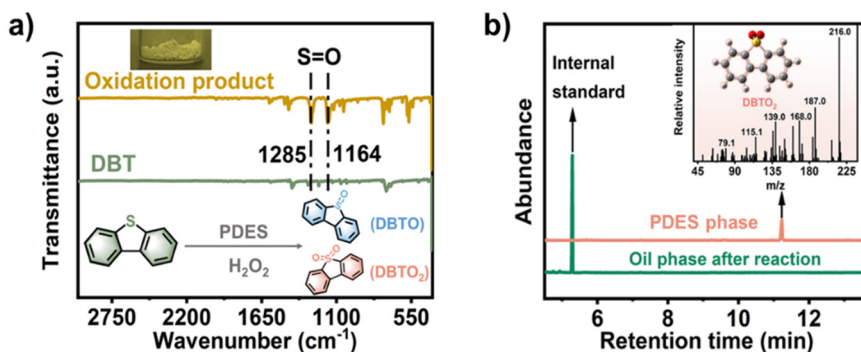 a)
S=O
Oxidation product
1285
1164
DBT
S
PDES
H₂O₂
S=O
(DBTO)
O=S=O
(DBTO₂)
Transmittance (a.u.)
2750 2200 1650 1100 550
Wavenumber (cm⁻¹)
b)
Internal
standard
216.0
DBTO₂
187.0
139.0
168.0
115.1
79.1
Relative intensity
45 90 135 180 225
m/z
PDES phase
Oil phase after reaction
Abundance
6 8 10 12
Retention time (min)